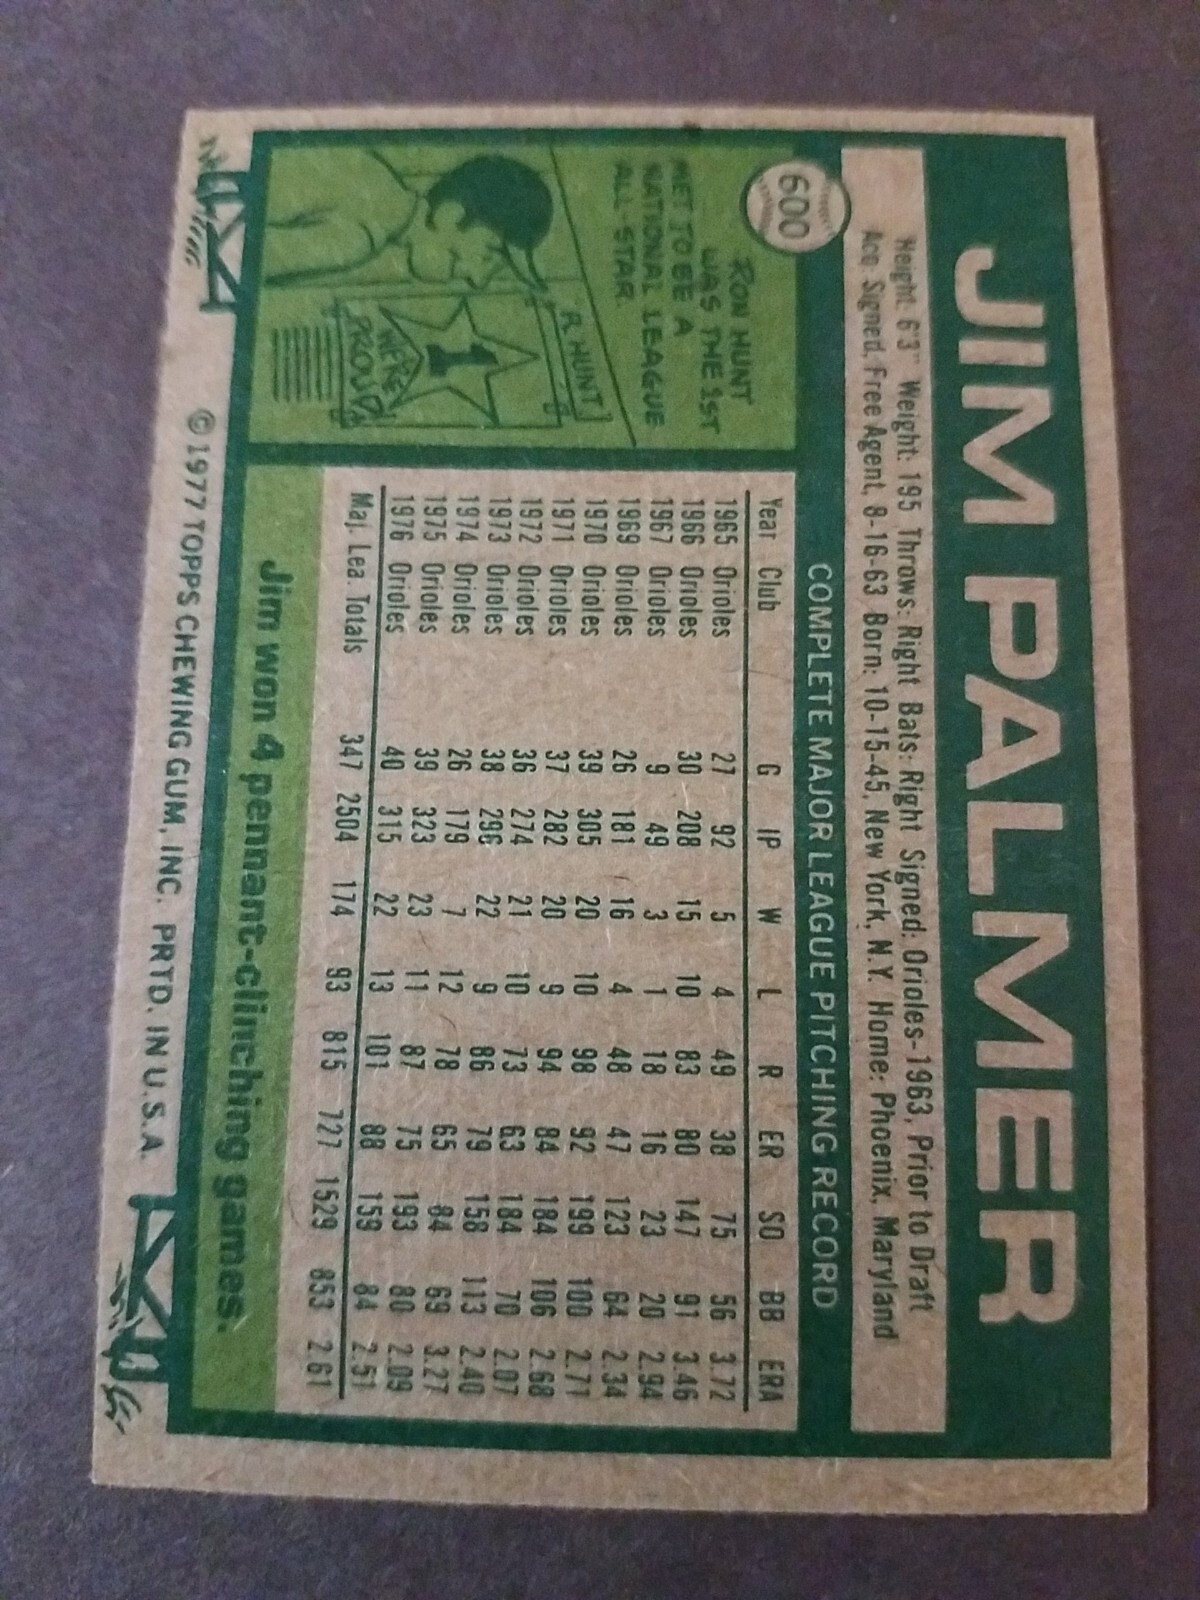 JIM PALMER
600
Height: 6'3" Weight: 195 Throws: Right Bats: Right Signed: Orioles-1963, Prior to Draft
Acq: Signed, Free Agent, 8-16-63 Born: 10-15-45, New York, N.Y. Home: Phoenix, Maryland
COMPLETE MAJOR LEAGUE PITCHING RECORD
RON HUNT
WAS THE 1ST
MET TO BE A
NATIONAL LEAGUE
ALL-STAR.
R. HUNT
1
WE'RE
PROUD
Year Club G IP W L R ER SO BB ERA
1965 Orioles 27 92 5 4 49 38 75 56 3.72
1966 Orioles 30 208 15 10 83 80 147 91 3.46
1967 Orioles 9 49 3 1 18 16 23 20 2.94
1969 Orioles 26 181 16 4 48 47 123 64 2.34
1970 Orioles 39 305 20 10 98 92 199 100 2.71
1971 Orioles 37 282 20 9 94 84 184 106 2.68
1972 Orioles 36 274 21 10 73 63 184 70 2.07
1973 Orioles 38 296 22 9 86 79 158 113 2.40
1974 Orioles 26 179 7 12 78 65 84 69 3.27
1975 Orioles 39 323 23 11 87 75 193 80 2.09
1976 Orioles 40 315 22 13 101 88 159 84 2.51
Maj. Lea. Totals 347 2504 174 93 815 727 1529 853 2.61
Jim won 4 pennant-clinching games.
© 1977 TOPPS CHEWING GUM, INC. PRTD. IN U.S.A.